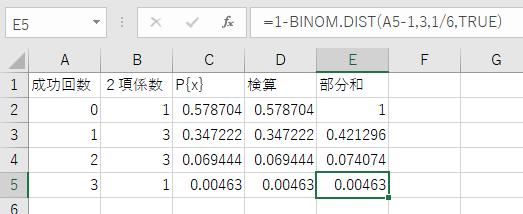 E5 fx =1-BINOM.DIST(A5-1,3,1/6,TRUE)
A B C D E F G
1 成功回数 2項係数 P{x} 検算 部分和
2 0 1 0.578704 0.578704 1
3 1 3 0.347222 0.347222 0.421296
4 2 3 0.069444 0.069444 0.074074
5 3 1 0.00463 0.00463 0.00463
6